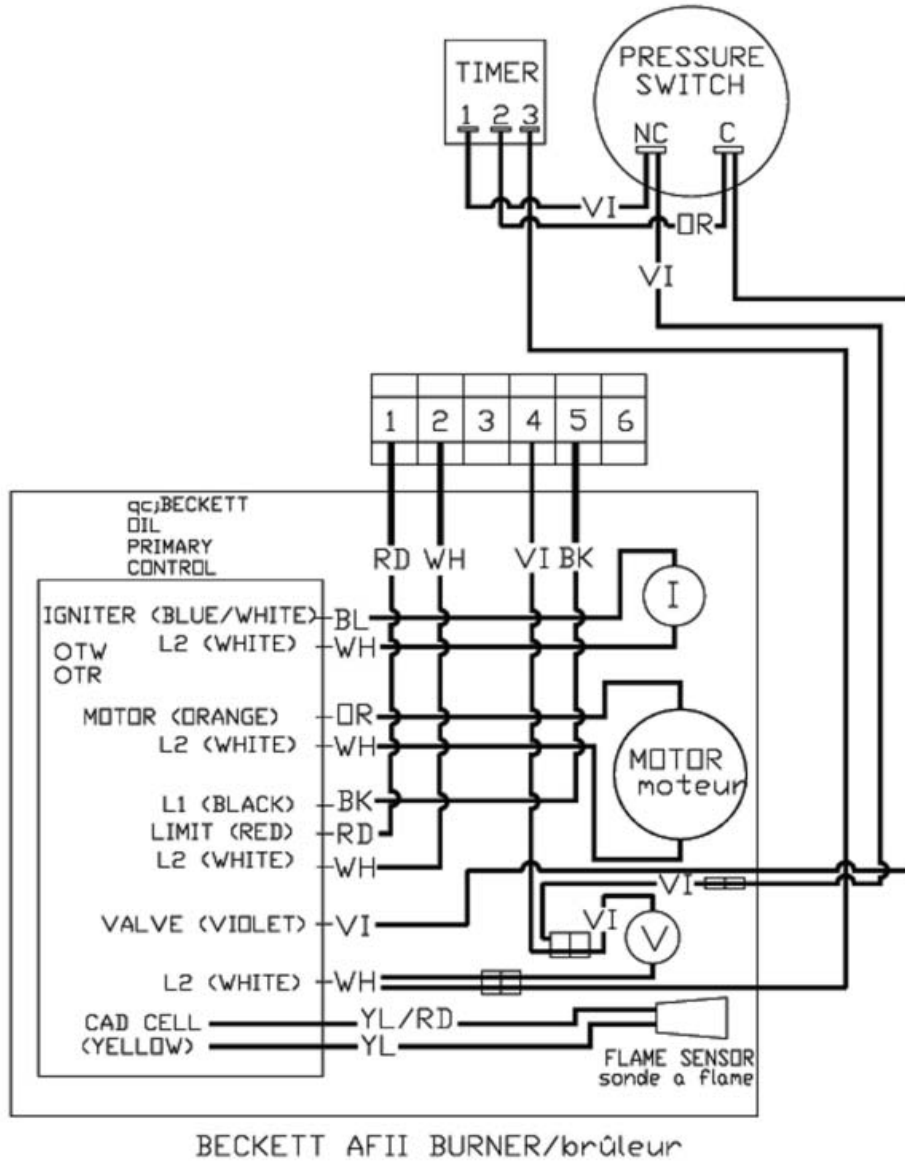 TIMER
1 2 3
PRESSURE
SWITCH
NC C
VI
OR
VI
1 2 3 4 5 6
qcjBECKETT
OIL
PRIMARY
CONTROL
RD WH VI BK
IGNITER (BLUE/WHITE) BL
I
L2 (WHITE) WH
OTW
OTR
MOTOR (ORANGE) OR
L2 (WHITE) WH
MOTOR
moteur
L1 (BLACK) BK
LIMIT (RED) RD
L2 (WHITE) WH
VI
VALVE (VIOLET) VI
VI
V
L2 (WHITE) WH
CAD CELL YL/RD
(YELLOW) YL
FLAME SENSOR
sonde a flame
BECKETT AFII BURNER/brûleur